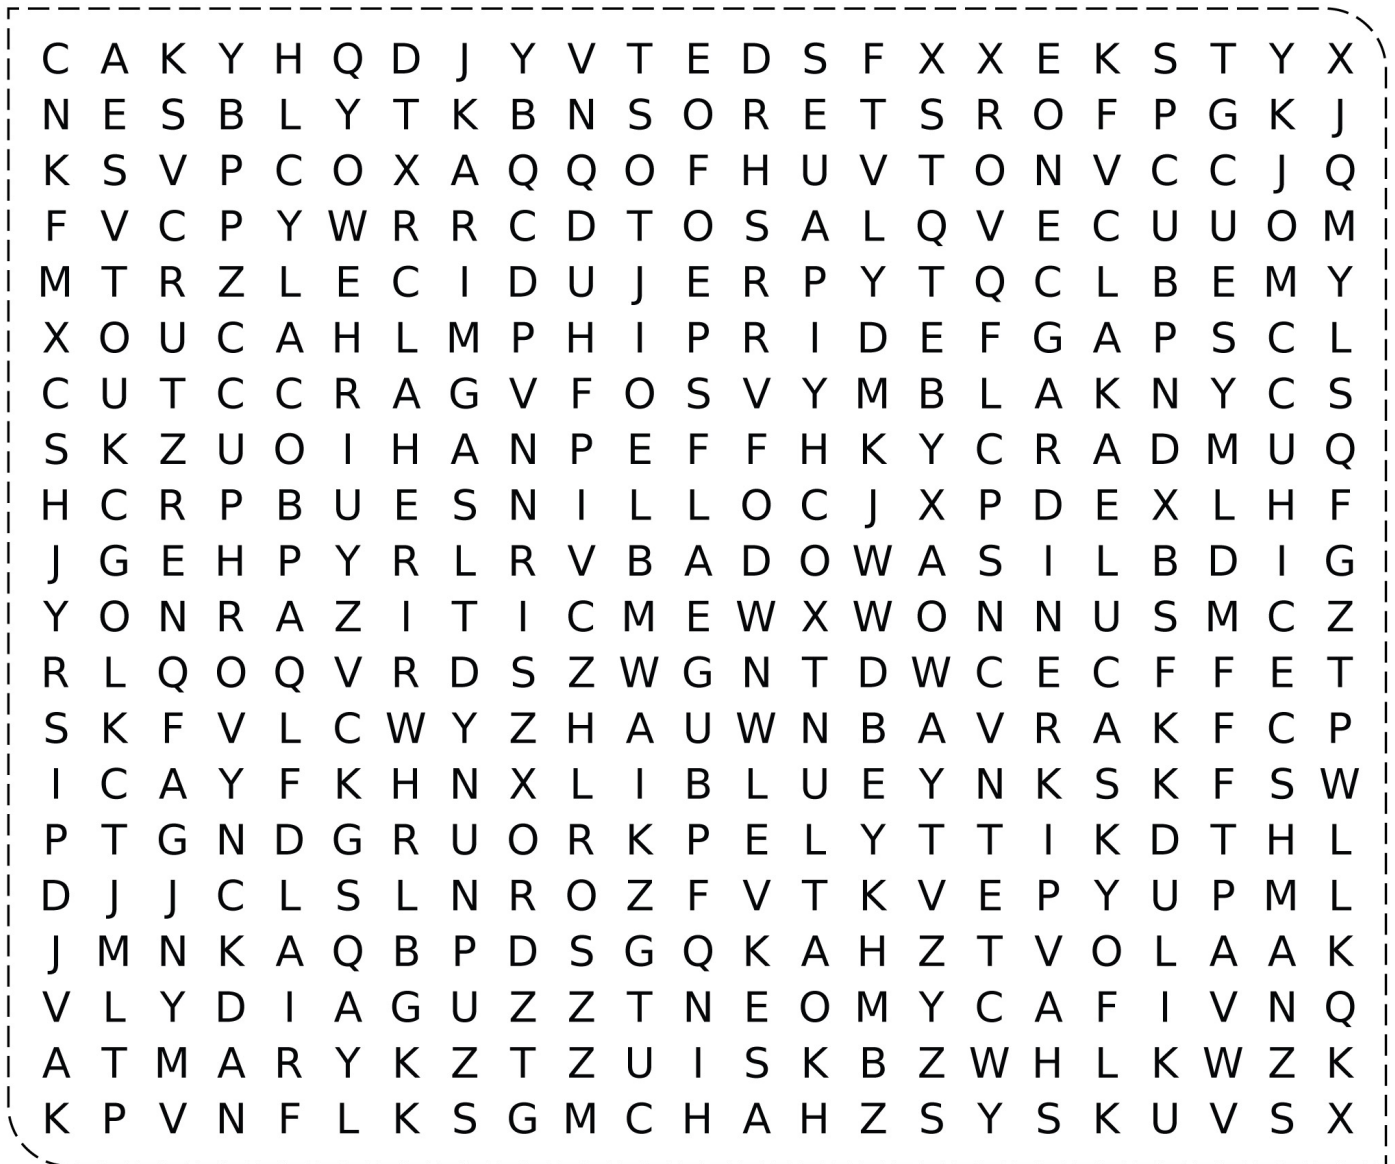 C A K Y H Q D J Y V T E D S F X X E K S T Y X
N E S B L Y T K B N S O R E T S R O F P G K J
K S V P C O X A Q Q O F H U V T O N V C C J Q
F V C P Y W R R C D T O S A L Q V E C U U O M
M T R Z L E C I D U J E R P Y T Q C L B E M Y
X O U C A H L M P H I P R I D E F G A P S C L
C U T C C R A G V F O S V Y M B L A K N Y C S
S K Z U O I H A N P E F F H K Y C R A D M U Q
H C R P B U E S N I L L O C J X P D E X L H F
J G E H P Y R L R V B A D O W A S I L B D I G
Y O N R A Z I T I C M E W X W O N N U S M C Z
R L Q O Q V R D S Z W G N T D W C E C F F E T
S K F V L C W Y Z H A U W N B A V R A K F C P
I C A Y F K H N X L I B L U E Y N K S K F S W
P T G N D G R U O R K P E L Y T T I K D T H L
D J J C L S L N R O Z F V T K V E P Y U P M L
J M N K A Q B P D S G Q K A H Z T V O L A A K
V L Y D I A G U Z Z T N E O M Y C A F I V N Q
A T M A R Y K Z T Z U I S K B Z W H L K W Z K
K P V N F L K S G M C H A H Z S Y S K U V S X